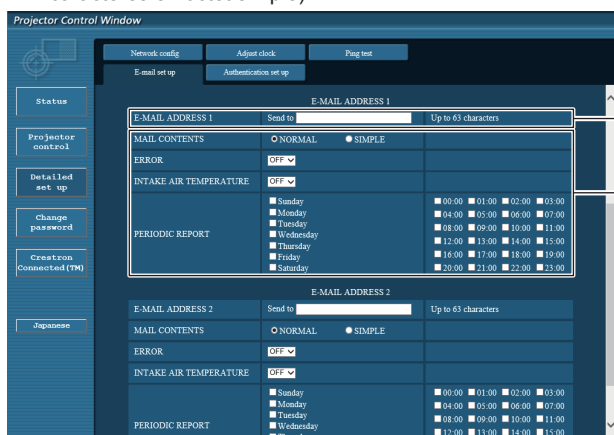 Projector Control Window
Network config Adjust clock Ping test
E-mail set up Authentication set up
Status
Projector control
Detailed set up
Change password
Crestron Connected(TM)
Japanese
E-MAIL ADDRESS 1
E-MAIL ADDRESS 1 Send to Up to 63 characters
MAIL CONTENTS NORMAL SIMPLE
ERROR OFF
INTAKE AIR TEMPERATURE OFF
PERIODIC REPORT
Sunday
Monday
Tuesday
Wednesday
Thursday
Friday
Saturday
00:00 01:00 02:00 03:00
04:00 05:00 06:00 07:00
08:00 09:00 10:00 11:00
12:00 13:00 14:00 15:00
16:00 17:00 18:00 19:00
20:00 21:00 22:00 23:00
E-MAIL ADDRESS 2
E-MAIL ADDRESS 2 Send to Up to 63 characters
MAIL CONTENTS NORMAL SIMPLE
ERROR OFF
INTAKE AIR TEMPERATURE OFF
PERIODIC REPORT
Sunday
Monday
Tuesday
Wednesday
00:00 01:00 02:00 03:00
04:00 05:00 06:00 07:00
08:00 09:00 10:00 11:00
12:00 13:00 14:00 15:00